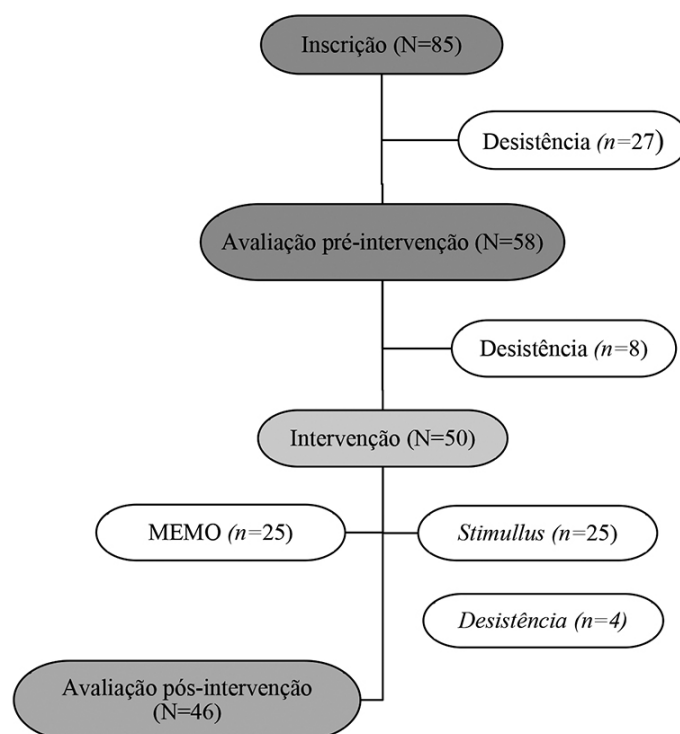 Inscrição (N=85)
Desistência (n=27)
Avaliação pré-intervenção (N=58)
Desistência (n=8)
Intervenção (N=50)
MEMO (n=25)
Stimullus (n=25)
Desistência (n=4)
Avaliação pós-intervenção
(N=46)